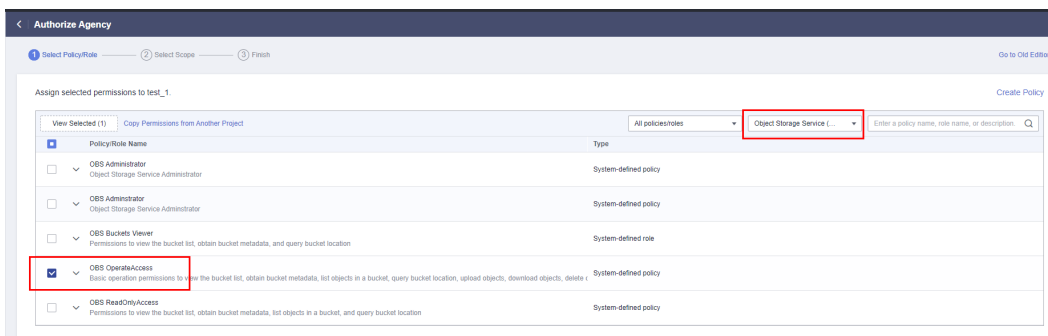 Authorize Agency
1 Select Policy/Role 2 Select Scope 3 Finish Go to Old Edition
Assign selected permissions to test_1. Create Policy
View Selected (1) Copy Permissions from Another Project All policies/roles Object Storage Service (... Enter a policy name, role name, or description.
Policy/Role Name Type
OBS Administrator
Object Storage Service Administrator
System-defined policy
OBS Adminstrator
Object Storage Service Adminstrator
System-defined policy
OBS Buckets Viewer
Permissions to view the bucket list, obtain bucket metadata, and query bucket location
System-defined role
OBS OperateAccess
Basic operation permissions to view the bucket list, obtain bucket metadata, list objects in a bucket, query bucket location, upload objects, download objects, delete
System-defined policy
OBS ReadOnlyAccess
Permissions to view the bucket list, obtain bucket metadata, list objects in a bucket, and query bucket location
System-defined policy